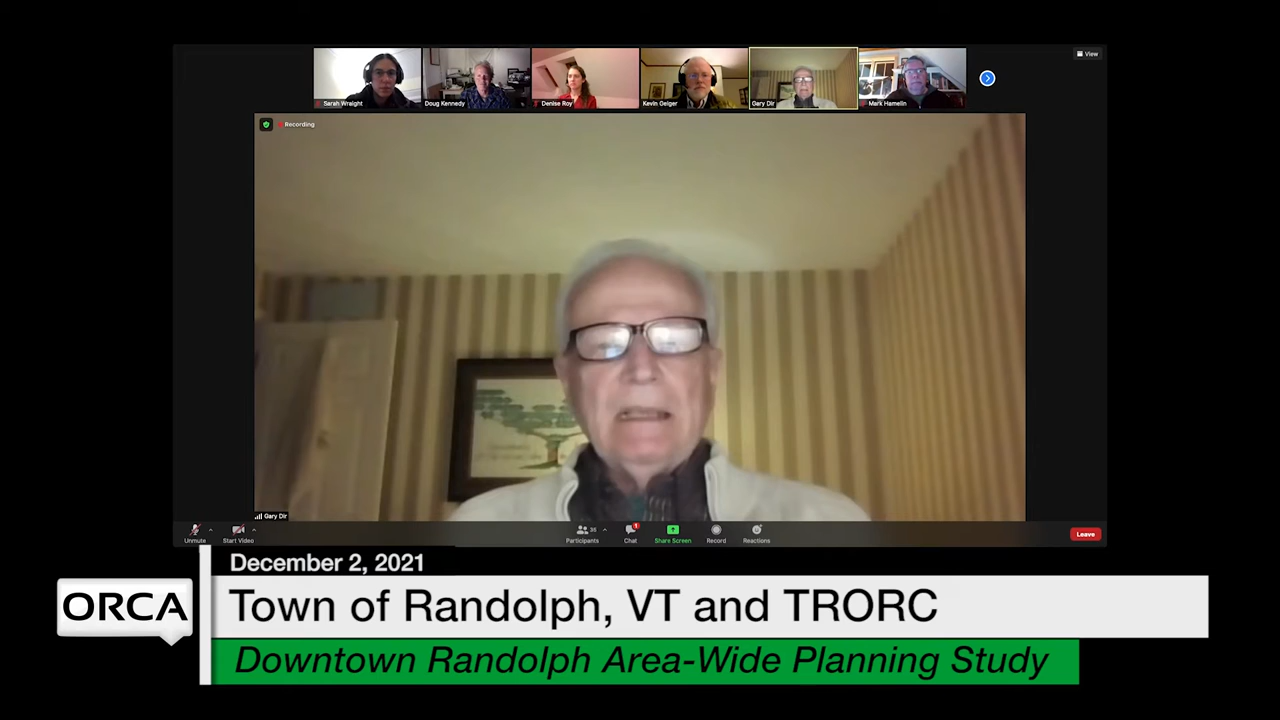 View
Sarah Wraight
Doug Kennedy
Denise Roy
Kevin Geiger
Gary Dir
Mark Hamelin
Recording
Gary Dir
Unmute
Start Video
Participants
35
Chat
1
Share Screen
Record
Reactions
Leave
December 2, 2021
ORCA
Town of Randolph, VT and TRORC
Downtown Randolph Area-Wide Planning Study